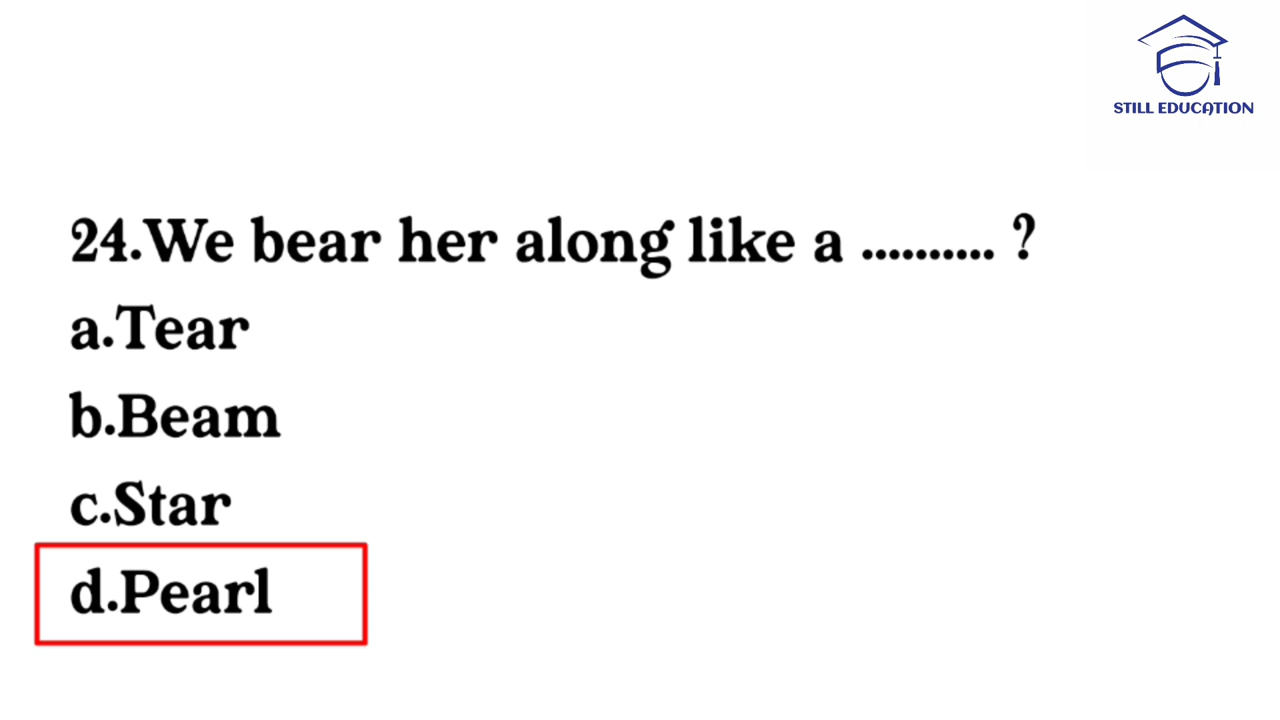 STILL EDUCATION
24.We bear her along like a .......... ?
a.Tear
b.Beam
c.Star
d.Pearl